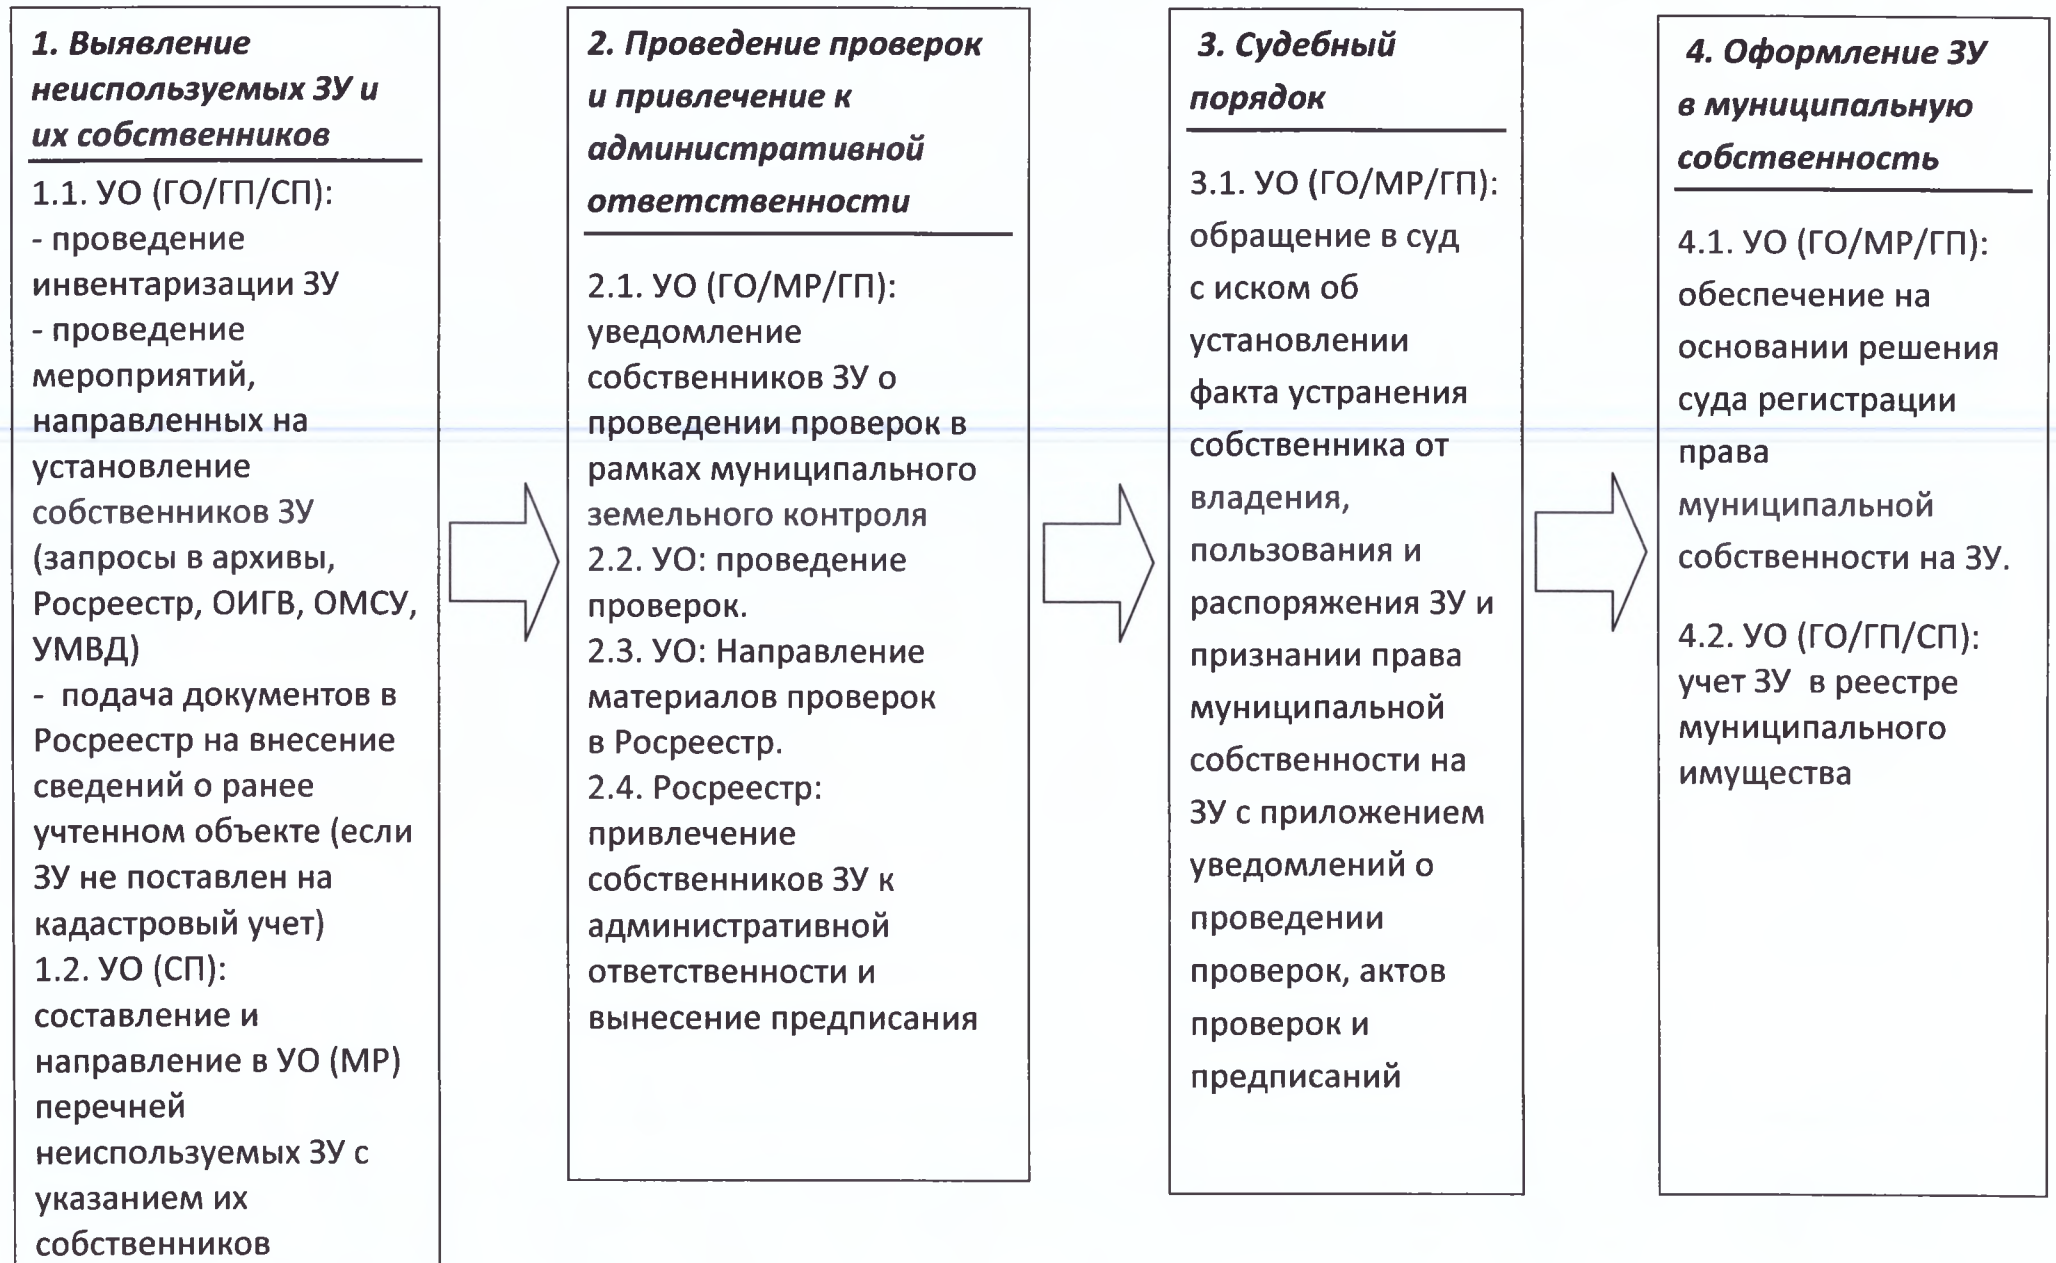 1. Выявление
неиспользуемых ЗУ и
их собственников
1.1. УО (ГО/ГП/СП):
- проведение
инвентаризации ЗУ
- проведение
мероприятий,
направленных на
установление
собственников ЗУ
(запросы в архивы,
Росреестр, ОИГВ, ОМСУ,
УМВД)
- подача документов в
Росреестр на внесение
сведений о ранее
учтенном объекте (если
ЗУ не поставлен на
кадастровый учет)
1.2. УО (СП):
составление и
направление в УО (МР)
перечней
неиспользуемых ЗУ с
указанием их
собственников
2. Проведение проверок
и привлечение к
административной
ответственности
2.1. УО (ГО/МР/ГП):
уведомление
собственников ЗУ о
проведении проверок в
рамках муниципального
земельного контроля
2.2. УО: проведение
проверок.
2.3. УО: Направление
материалов проверок
в Росреестр.
2.4. Росреестр:
привлечение
собственников ЗУ к
административной
ответственности и
вынесение предписания
3. Судебный
порядок
3.1. УО (ГО/МР/ГП):
обращение в суд
с иском об
установлении
факта устранения
собственника от
владения,
пользования и
распоряжения ЗУ и
признании права
муниципальной
собственности на
ЗУ с приложением
уведомлений о
проведении
проверок, актов
проверок и
предписаний
4. Оформление ЗУ
в муниципальную
собственность
4.1. УО (ГО/МР/ГП):
обеспечение на
основании решения
суда регистрации
права
муниципальной
собственности на ЗУ.
4.2. УО (ГО/ГП/СП):
учет ЗУ в реестре
муниципального
имущества